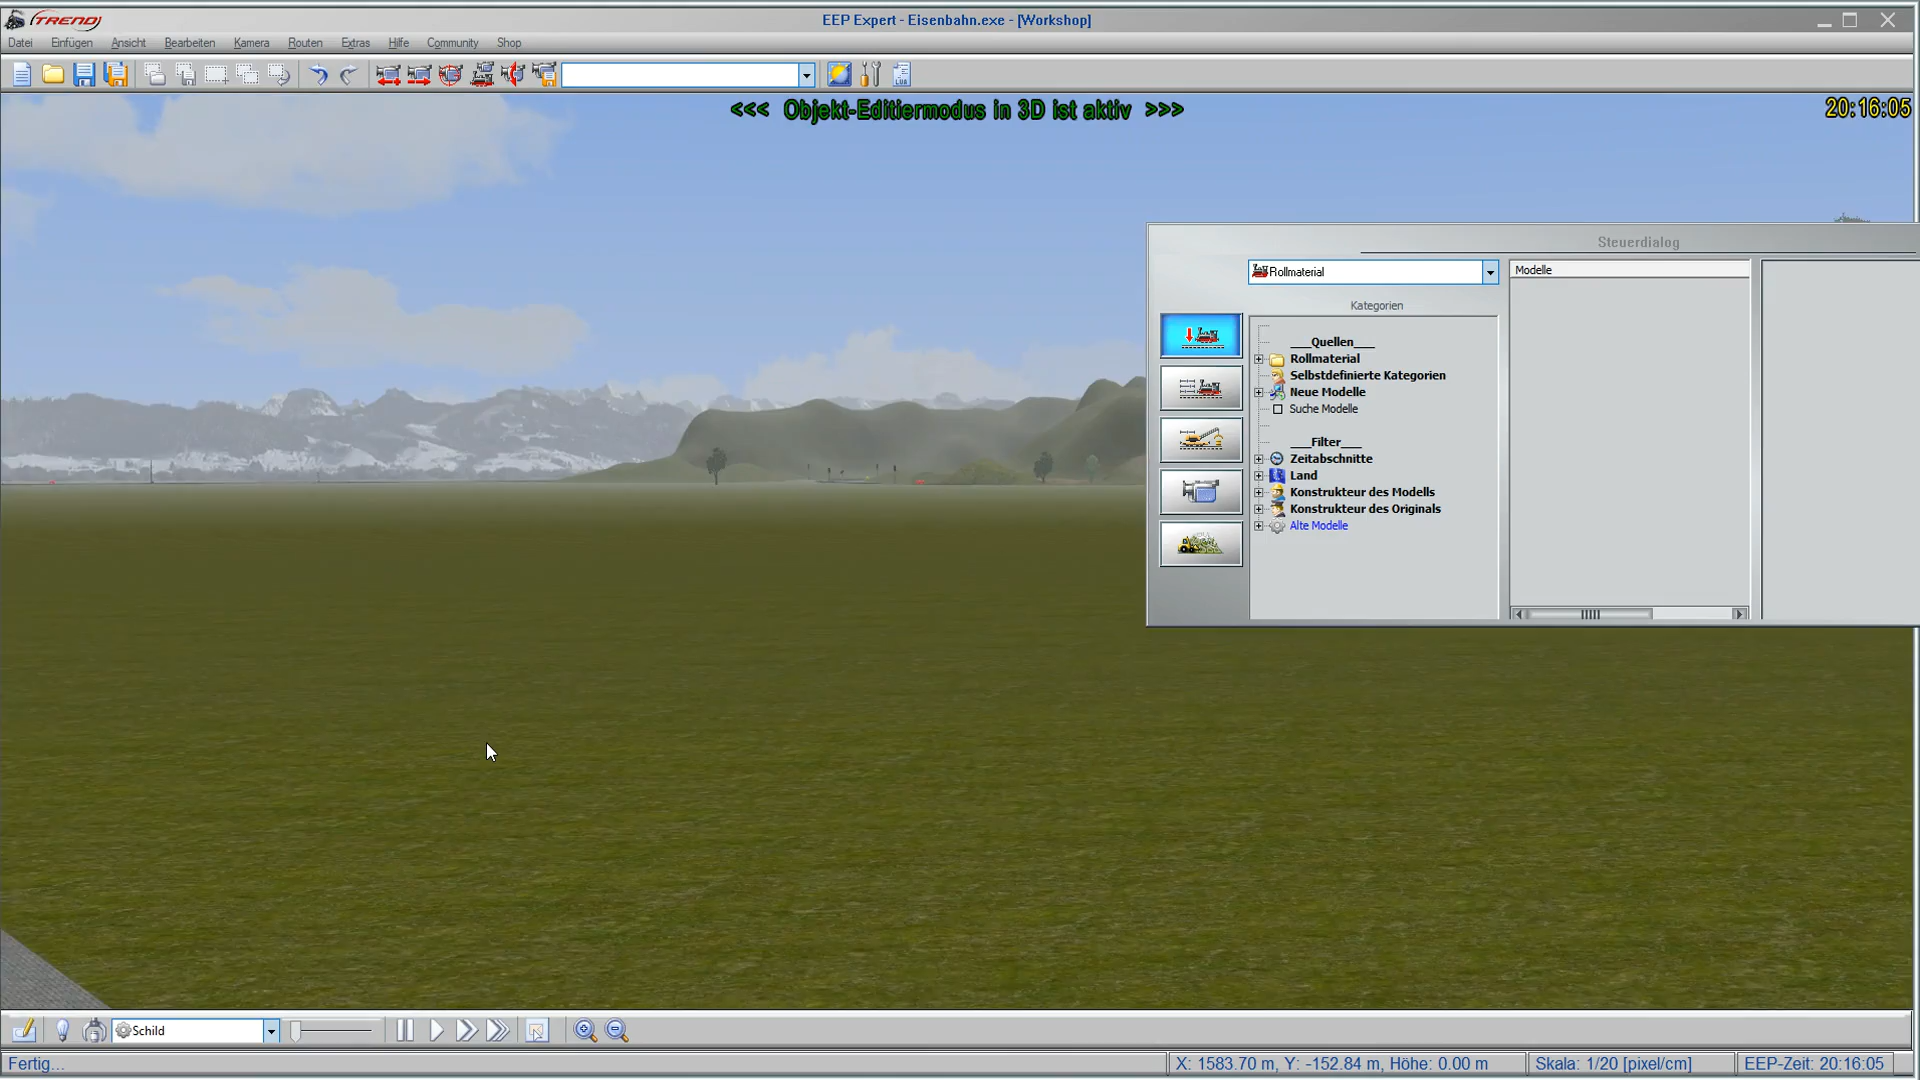 TREND
EEP Expert - Eisenbahn.exe - [Workshop]
Datei Einfügen Ansicht Bearbeiten Kamera Routen Extras Hilfe Community Shop
<<< Objekt-Editiermodus in 3D ist aktiv >>>
20:16:05
Steuerdialog
Rollmaterial
Modelle
Kategorien
___Quellen___
Rollmaterial
Selbstdefinierte Kategorien
Neue Modelle
Suche Modelle
___Filter___
Zeitabschnitte
Land
Konstrukteur des Modells
Konstrukteur des Originals
Alte Modelle
Schild
Fertig...
X: 1583.70 m, Y: -152.84 m, Höhe: 0.00 m
Skala: 1/20 [pixel/cm]
EEP-Zeit: 20:16:05